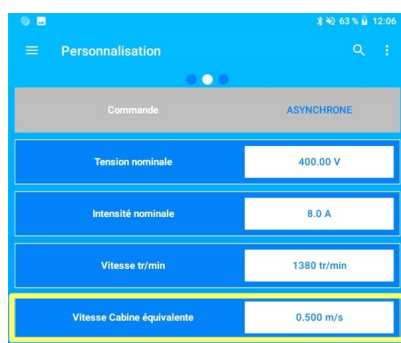 63 % 12:06
Personnalisation
Commande ASYNCHRONE
Tension nominale 400.00 V
Intensité nominale 8.0 A
Vitesse tr/min 1380 tr/min
Vitesse Cabine équivalente 0.500 m/s